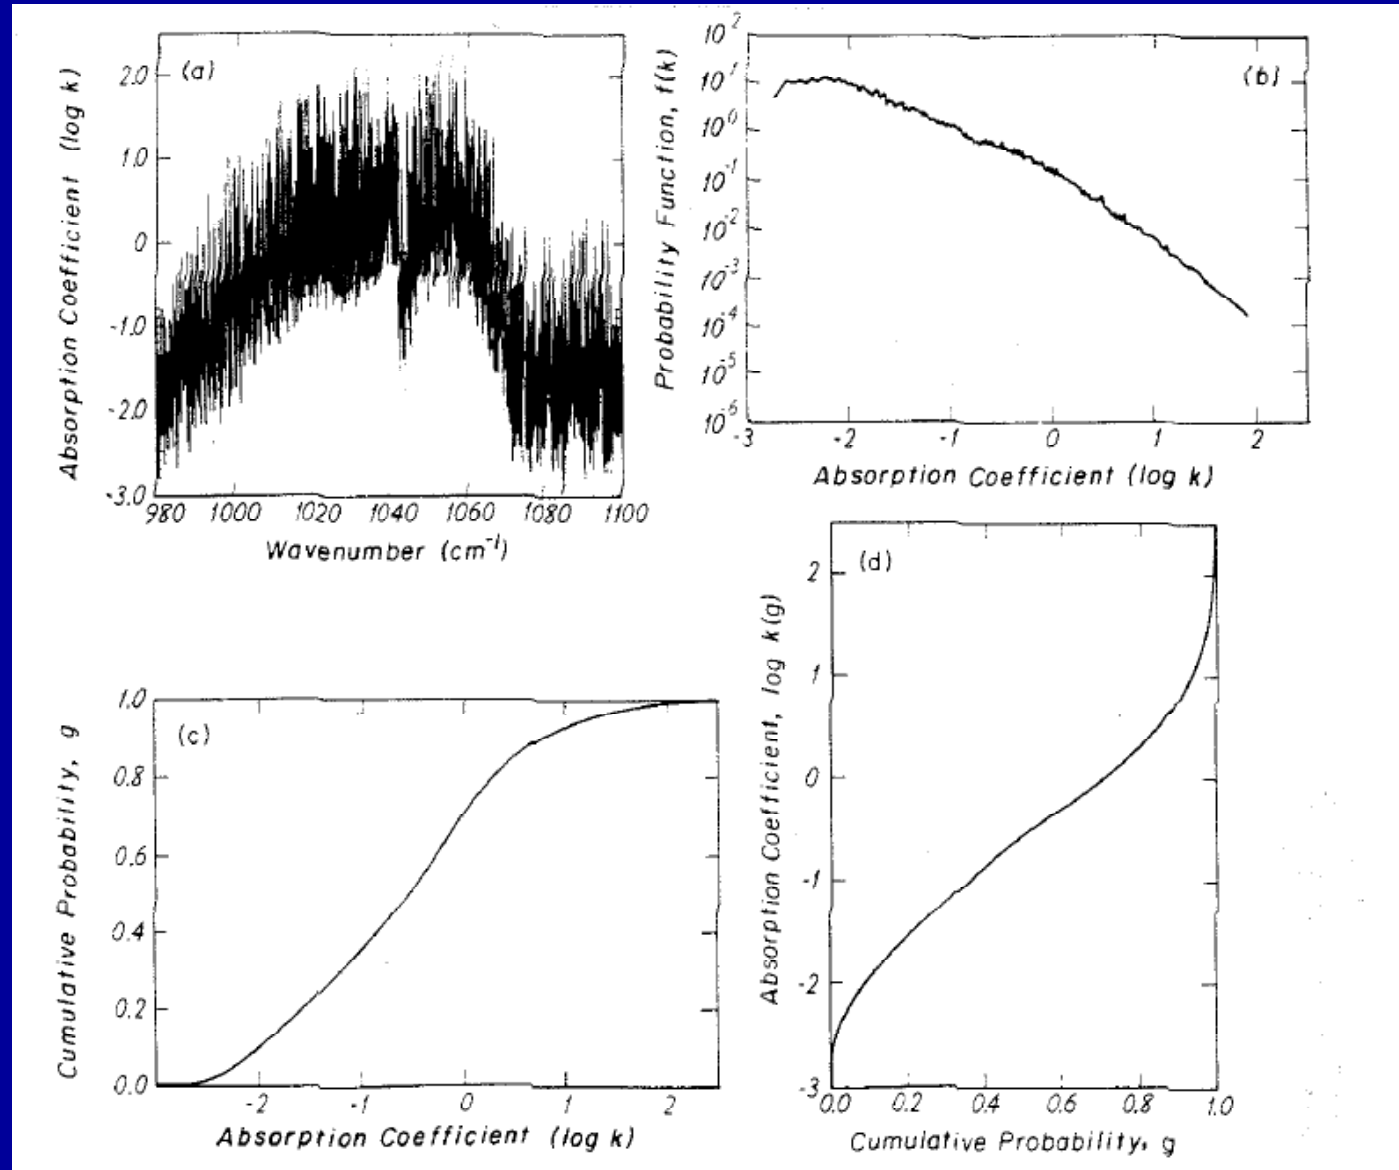 (a)
Absorption Coefficient (log k)
2.0
1.0
0
-1.0
-2.0
-3.0
980 1000 1020 1040 1060 1080 1100
Wavenumber (cm⁻¹)
(b)
Probability Function, f(k)
10²
10¹
10⁰
10⁻¹
10⁻²
10⁻³
10⁻⁴
10⁻⁵
10⁻⁶
-3 -2 -1 0 1 2
Absorption Coefficient (log k)
(c)
Cumulative Probability, g
1.0
0.8
0.6
0.4
0.2
0.0
-2 -1 0 1 2
Absorption Coefficient (log k)
(d)
Absorption Coefficient, log k(g)
2
1
0
-1
-2
-3
0.0 0.2 0.4 0.6 0.8 1.0
Cumulative Probability, g